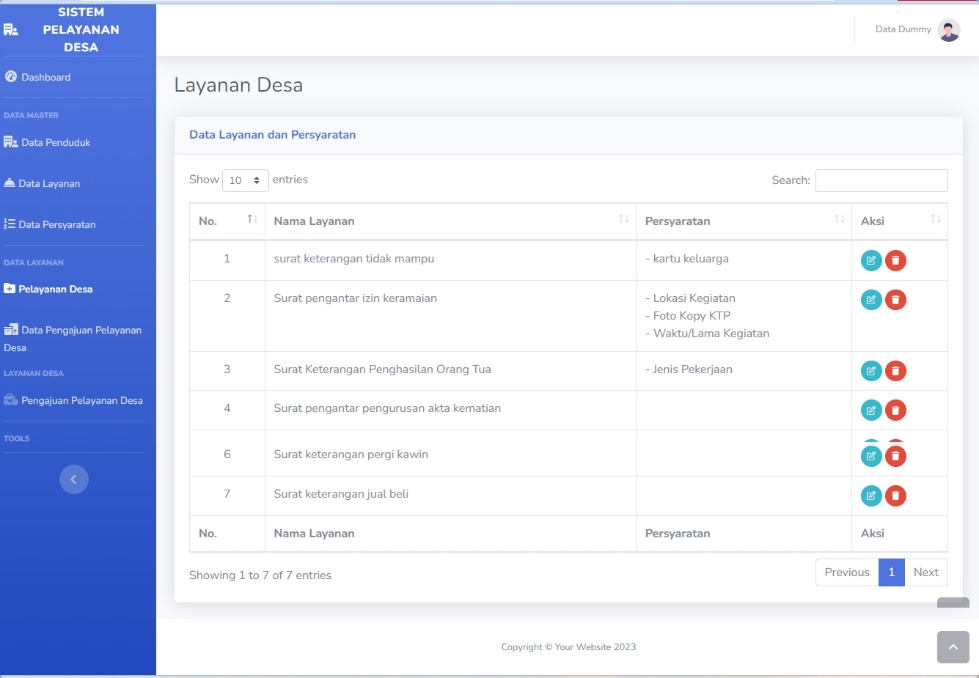 SISTEM
PELAYANAN
DESA
Data Dummy
Dashboard
DATA MASTER
Data Penduduk
Data Layanan
Data Persyaratan
DATA LAYANAN
Pelayanan Desa
Data Pengajuan Pelayanan
Desa
LAYANAN DESA
Pengajuan Pelayanan Desa
TOOLS
Layanan Desa
Data Layanan dan Persyaratan
Show 10 entries
Search:
No. Nama Layanan Persyaratan Aksi
1 surat keterangan tidak mampu - kartu keluarga
2 Surat pengantar izin keramaian - Lokasi Kegiatan
- Foto Kopy KTP
- Waktu/Lama Kegiatan
3 Surat Keterangan Penghasilan Orang Tua - Jenis Pekerjaan
4 Surat pengantar pengurusan akta kematian
6 Surat keterangan pergi kawin
7 Surat keterangan jual beli
No. Nama Layanan Persyaratan Aksi
Showing 1 to 7 of 7 entries
Previous 1 Next
Copyright © Your Website 2023